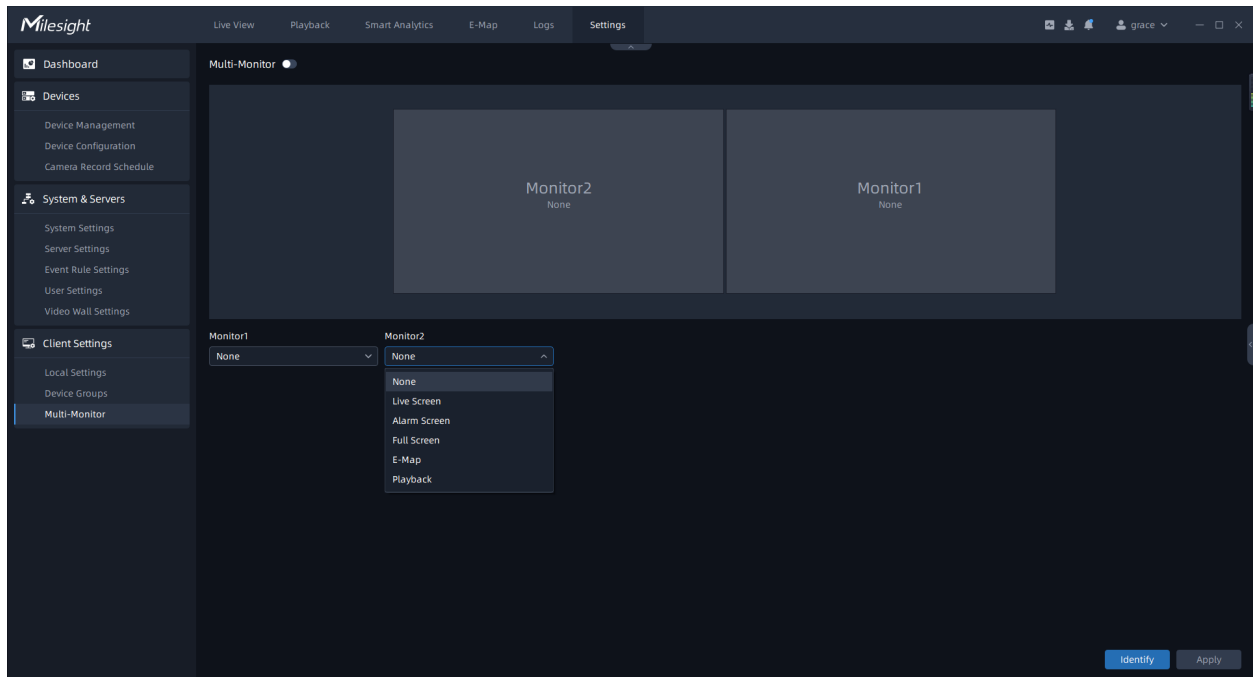 Milesight
Live View Playback Smart Analytics E-Map Logs Settings grace
Dashboard
Devices
Device Management
Device Configuration
Camera Record Schedule
System & Servers
System Settings
Server Settings
Event Rule Settings
User Settings
Video Wall Settings
Client Settings
Local Settings
Device Groups
Multi-Monitor
Multi-Monitor
Monitor2
None
Monitor1
None
Monitor1
None
Monitor2
None
None
Live Screen
Alarm Screen
Full Screen
E-Map
Playback
Identify Apply